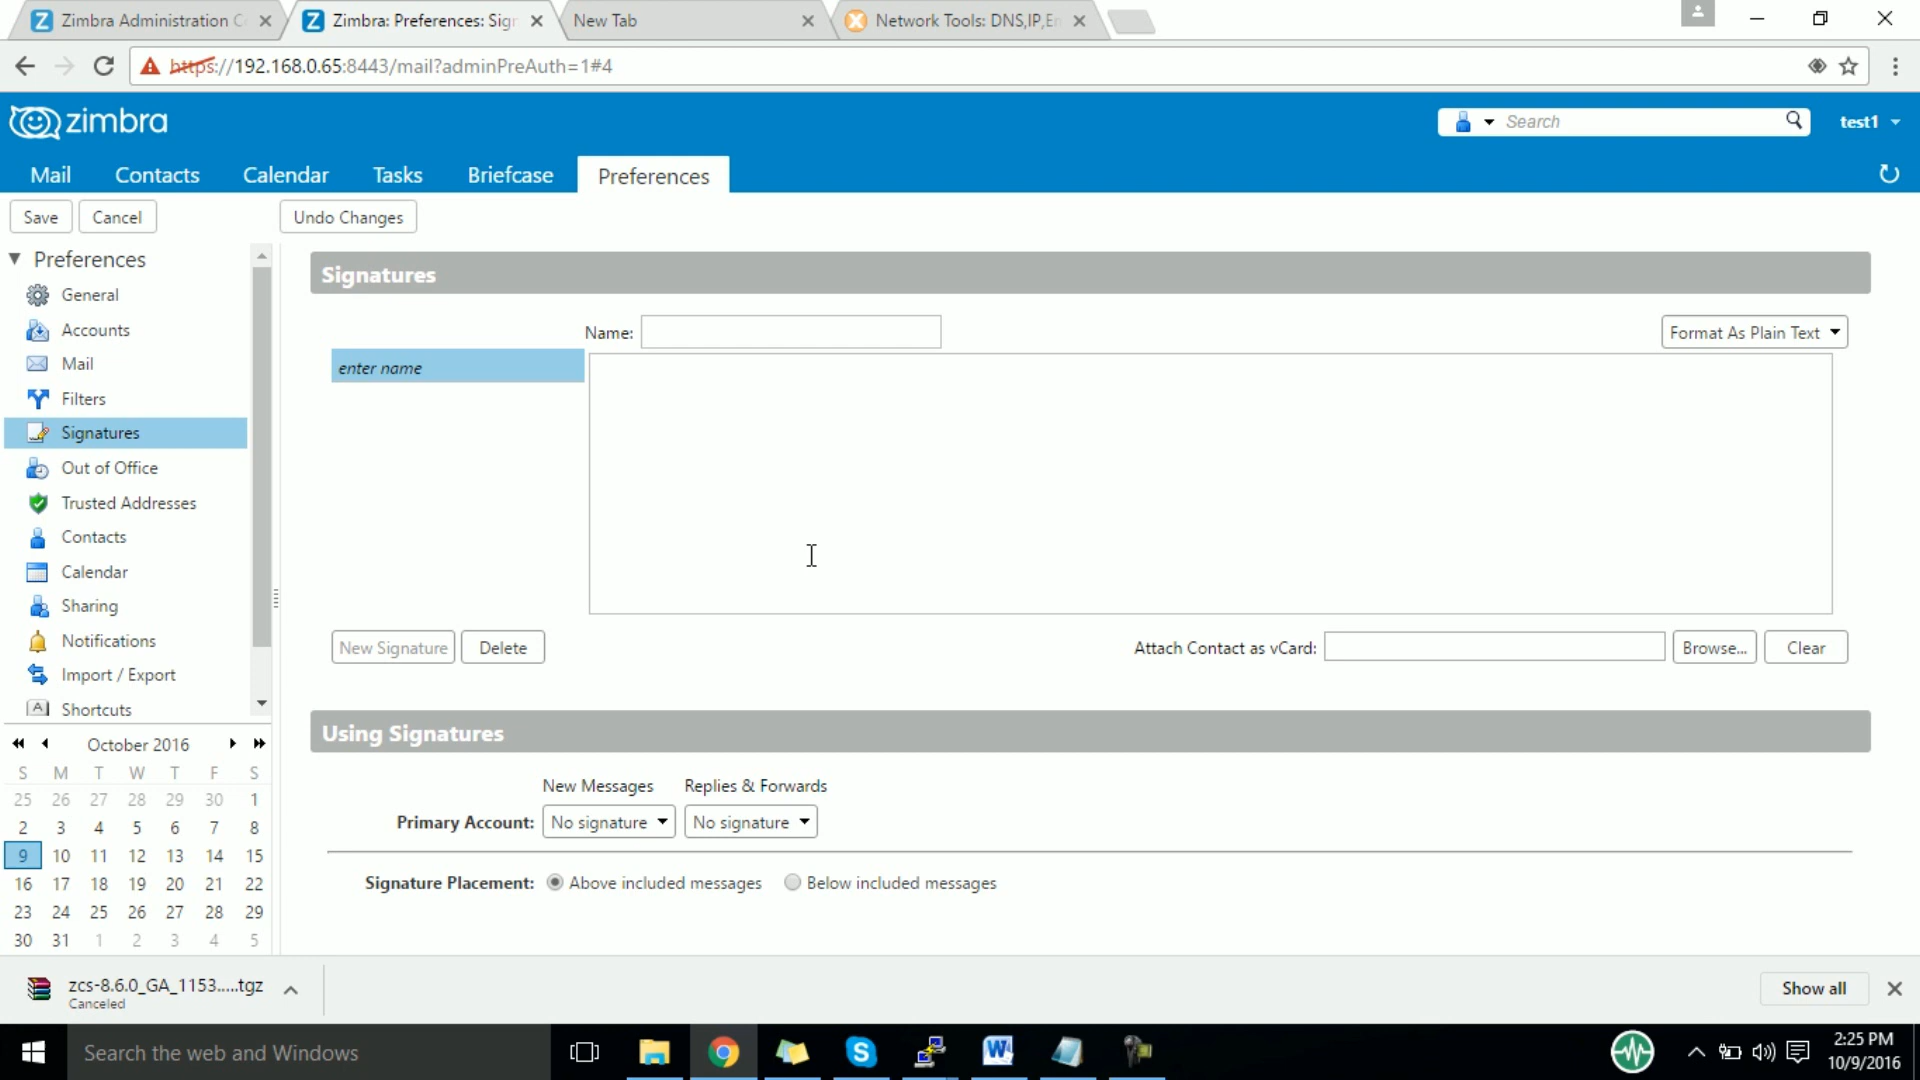 Zimbra Administration C
Zimbra: Preferences: Sig
New Tab
Network Tools: DNS,IP,E
https://192.168.0.65:8443/mail?adminPreAuth=1#4
zimbra
Search
test1
Mail
Contacts
Calendar
Tasks
Briefcase
Preferences
Save
Cancel
Undo Changes
Preferences
General
Accounts
Mail
Filters
Signatures
Out of Office
Trusted Addresses
Contacts
Calendar
Sharing
Notifications
Import / Export
Shortcuts
October 2016
S M T W T F S
25 26 27 28 29 30 1
2 3 4 5 6 7 8
9 10 11 12 13 14 15
16 17 18 19 20 21 22
23 24 25 26 27 28 29
30 31 1 2 3 4 5
Signatures
Name:
Format As Plain Text
enter name
New Signature
Delete
Attach Contact as vCard:
Browse...
Clear
Using Signatures
New Messages
Replies & Forwards
Primary Account:
No signature
No signature
Signature Placement:
Above included messages
Below included messages
zcs-8.6.0_GA_1153.....tgz
Canceled
Show all
Search the web and Windows
2:25 PM
10/9/2016